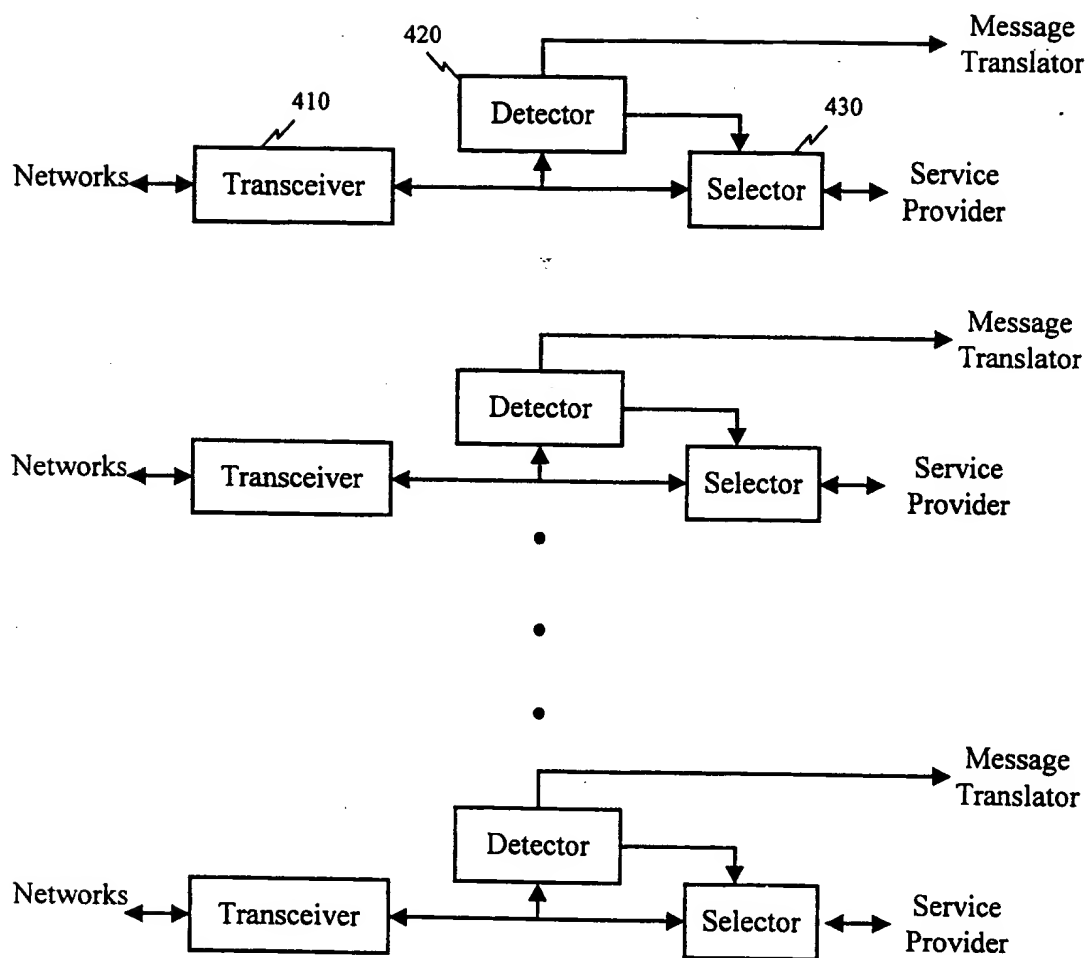 420
Message
Translator
Detector
410
430
Networks
Transceiver
Selector
Service
Provider
Message
Translator
Detector
Networks
Transceiver
Selector
Service
Provider
Message
Translator
Detector
Networks
Transceiver
Selector
Service
Provider